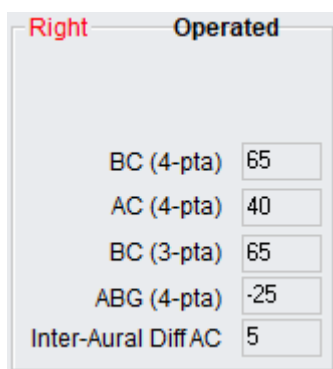 Right Operated
BC (4-pta) 65
AC (4-pta) 40
BC (3-pta) 65
ABG (4-pta) -25
Inter-Aural Diff AC 5